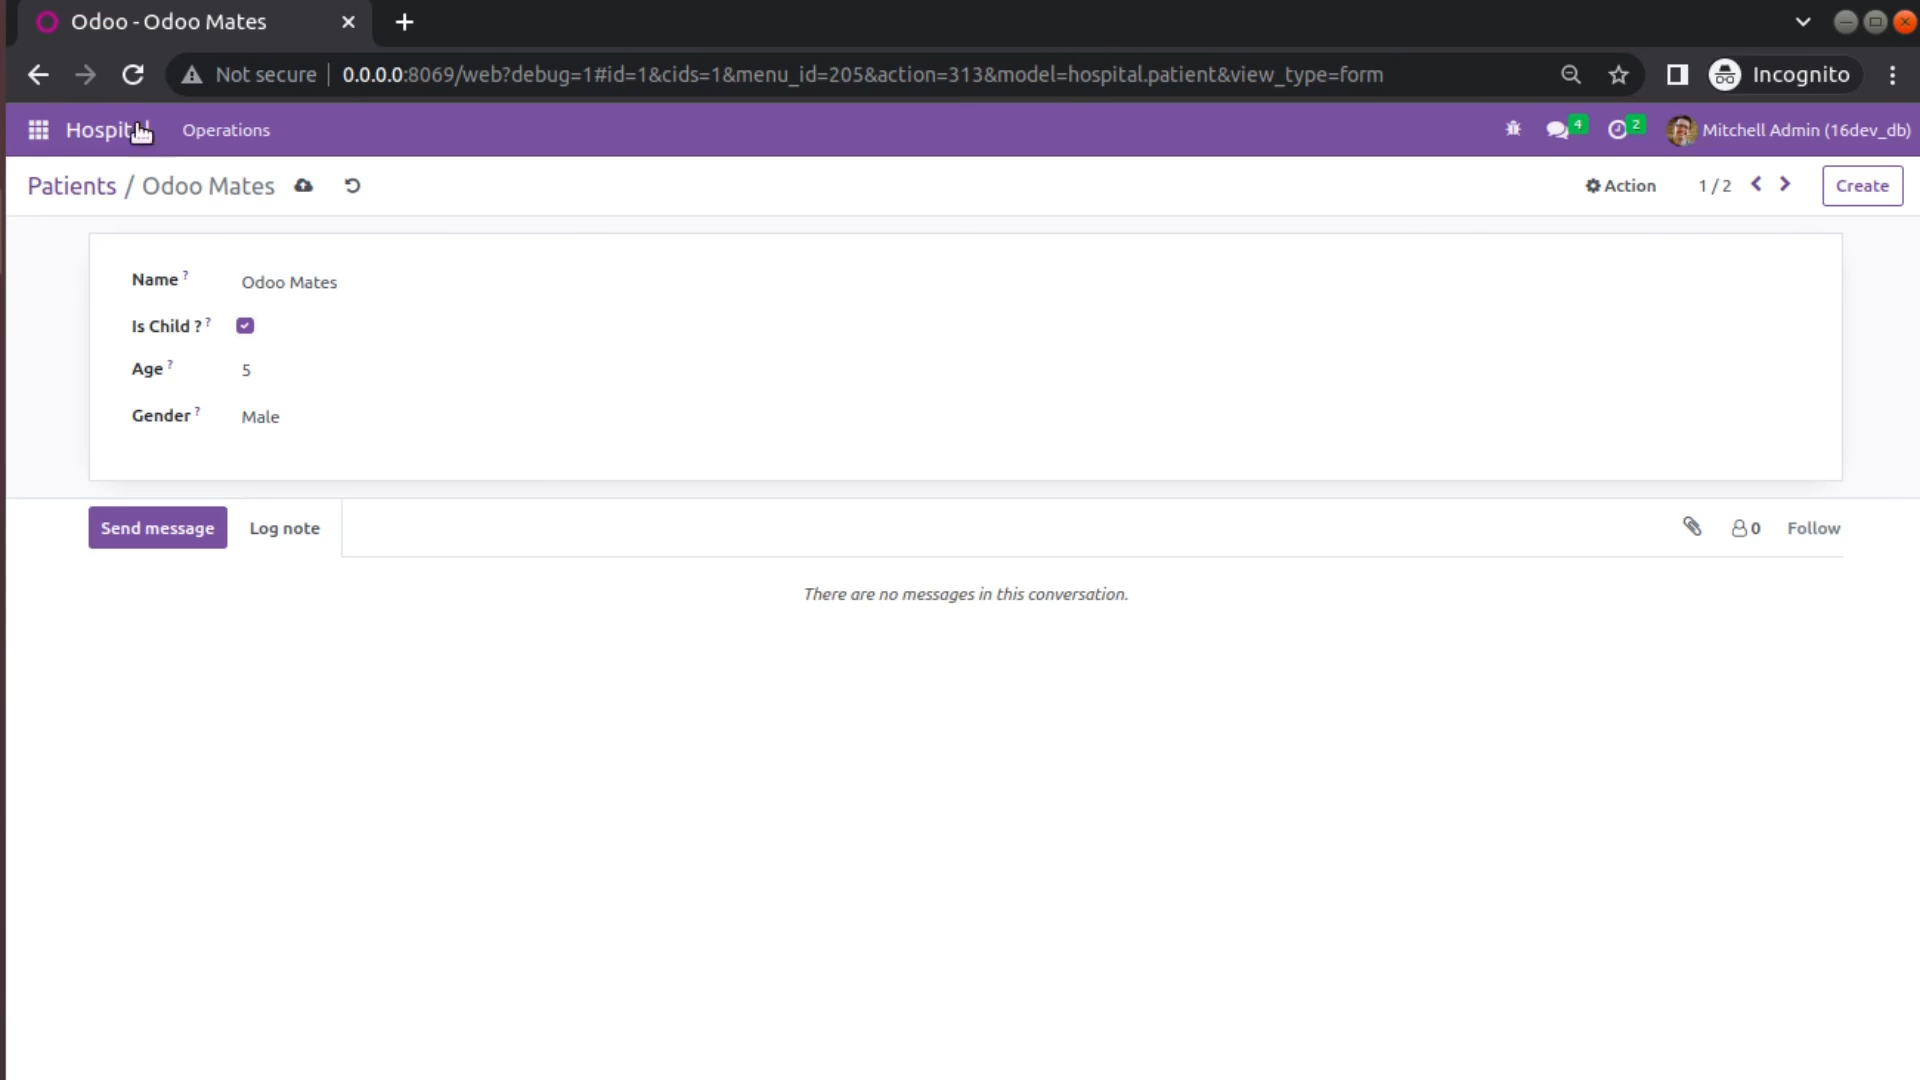 Odoo - Odoo Mates
Not secure 0.0.0.0:8069/web?debug=1#id=1&cids=1&menu_id=205&action=313&model=hospital.patient&view_type=form Incognito
Operations 4 2 Mitchell Admin (16dev_db)
Patients / Odoo Mates Action 1 / 2 Create
Name ? Odoo Mates
Is Child ? ?
Age ? 5
Gender ? Male
Send message Log note 0 Follow
There are no messages in this conversation.